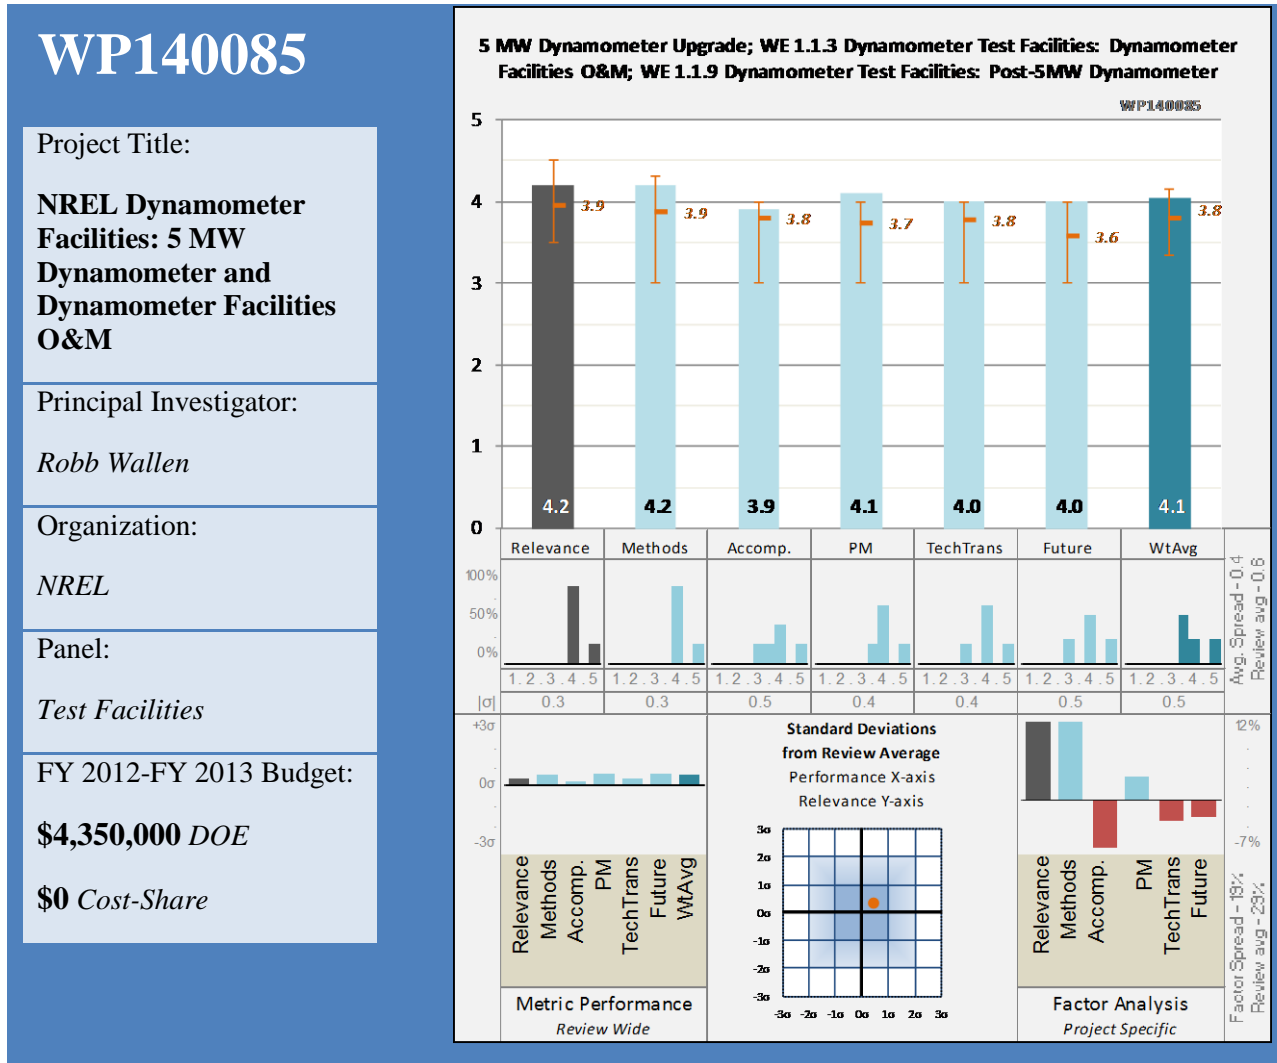 WP140085
Project Title:
NREL Dynamometer
Facilities: 5 MW
Dynamometer and
Dynamometer Facilities
O&M
Principal Investigator:
Robb Wallen
Organization:
NREL
Panel:
Test Facilities
FY 2012-FY 2013 Budget:
$4,350,000 DOE
$0 Cost-Share
5 MW Dynamometer Upgrade; WE 1.1.3 Dynamometer Test Facilities: Dynamometer
Facilities O&M; WE 1.1.9 Dynamometer Test Facilities: Post-5MW Dynamometer
WP140085
5
4
3
2
1
0
3.9
3.9
3.8
3.7
3.8
3.6
3.8
4.2
4.2
3.9
4.1
4.0
4.0
4.1
Relevance Methods Accomp. PM TechTrans Future WtAvg
100%
50%
0%
1.2.3.4.5 1.2.3.4.5 1.2.3.4.5 1.2.3.4.5 1.2.3.4.5 1.2.3.4.5 1.2.3.4.5
|σ| 0.3 0.3 0.5 0.4 0.4 0.5 0.5
Avg. Spread - 0.4
Review avg - 0.6
+3σ
0σ
-3σ
Relevance
Methods
Accomp.
PM
TechTrans
Future
WtAvg
Metric Performance
Review Wide
Standard Deviations
from Review Average
Performance X-axis
Relevance Y-axis
3σ
2σ
1σ
0σ
-1σ
-2σ
-3σ
-3σ -2σ -1σ 0σ 1σ 2σ 3σ
12%
-7%
Relevance
Methods
Accomp.
PM
TechTrans
Future
Factor Analysis
Project Specific
Factor Spread - 19%
Review avg - 29%